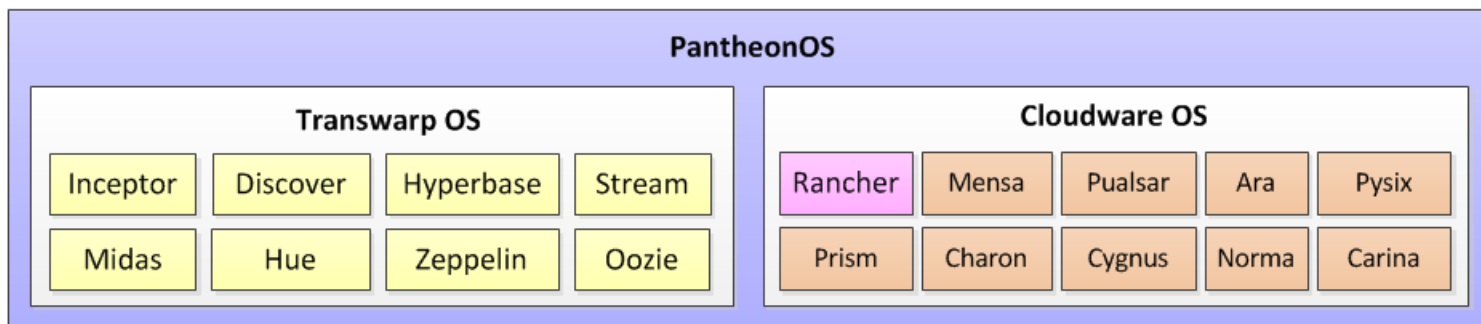 PantheonOS
Transwarp OS
Inceptor Discover Hyperbase Stream
Midas Hue Zeppelin Oozie
Cloudware OS
Rancher Mensa Pualsar Ara Pysix
Prism Charon Cygnus Norma Carina